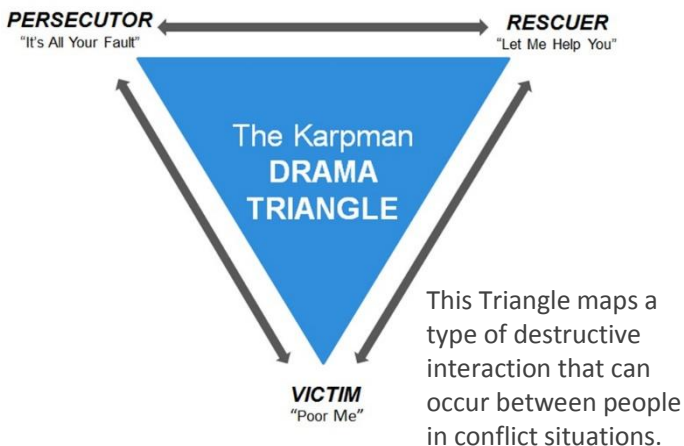 PERSECUTOR
"It's All Your Fault"
RESCUER
"Let Me Help You"
The Karpman
DRAMA
TRIANGLE
This Triangle maps a
type of destructive
interaction that can
occur between people
in conflict situations.
VICTIM
"Poor Me"